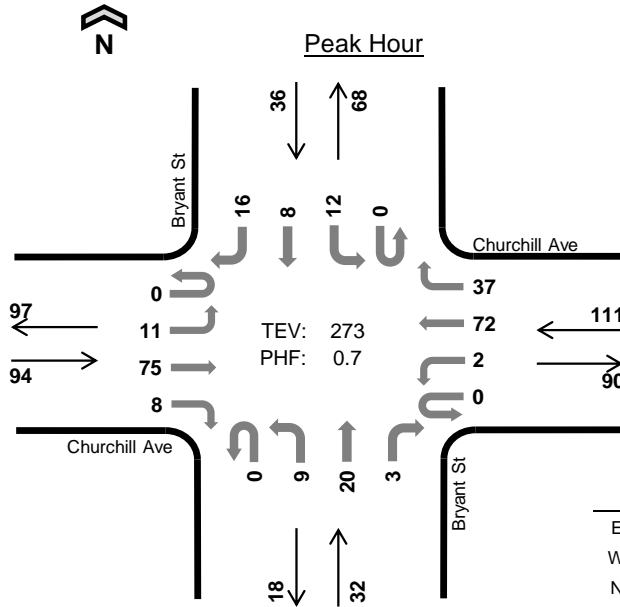 N
Peak Hour
36
68
Bryant St
16
8
12
0
Churchill Ave
97
0
37
11
TEV: 273
72
111
94
75
PHF: 0.7
2
90
8
0
Churchill Ave
0
9
20
3
Bryant St
18
32
E
W
N